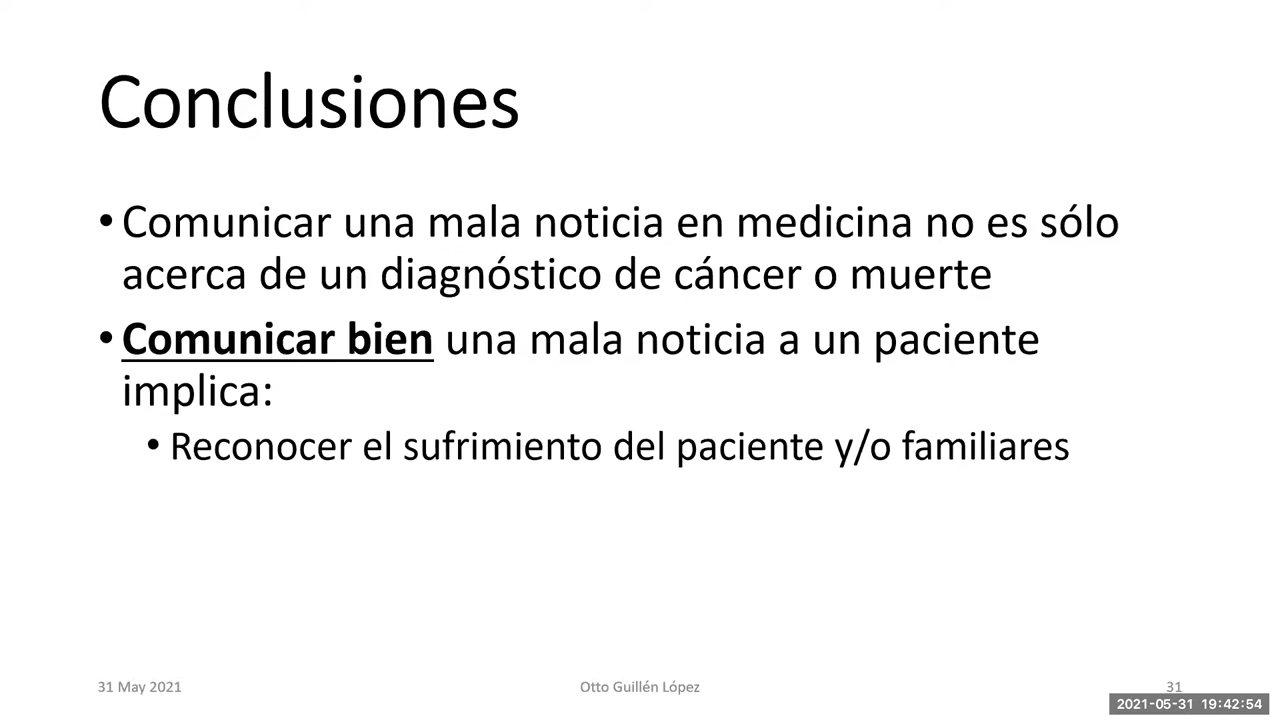 Conclusiones
• Comunicar una mala noticia en medicina no es sólo
acerca de un diagnóstico de cáncer o muerte
• Comunicar bien una mala noticia a un paciente
implica:
• Reconocer el sufrimiento del paciente y/o familiares
31 May 2021
Otto Guillén López
31
2021-05-31 19:42:54